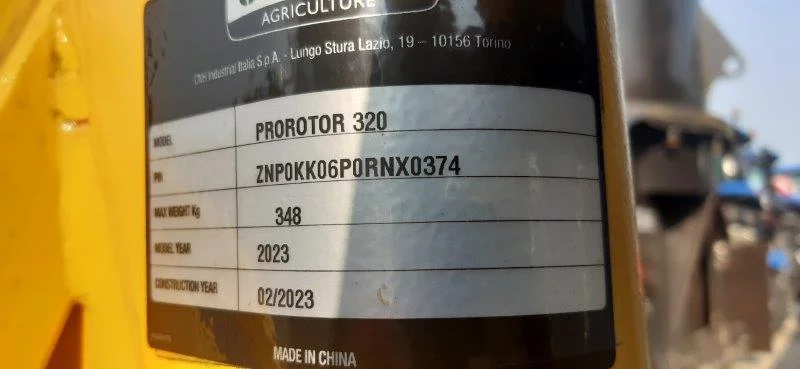 AGRICULTURE
CNH Industrial Italia S.p.A. - Lungo Stura Lazio, 19 – 10156 Torino
MODEL PROROTOR 320
PIN ZNP0KK06P0RNX0374
MAX WEIGHT Kg 348
MODEL YEAR 2023
CONSTRUCTION YEAR 02/2023
MADE IN CHINA